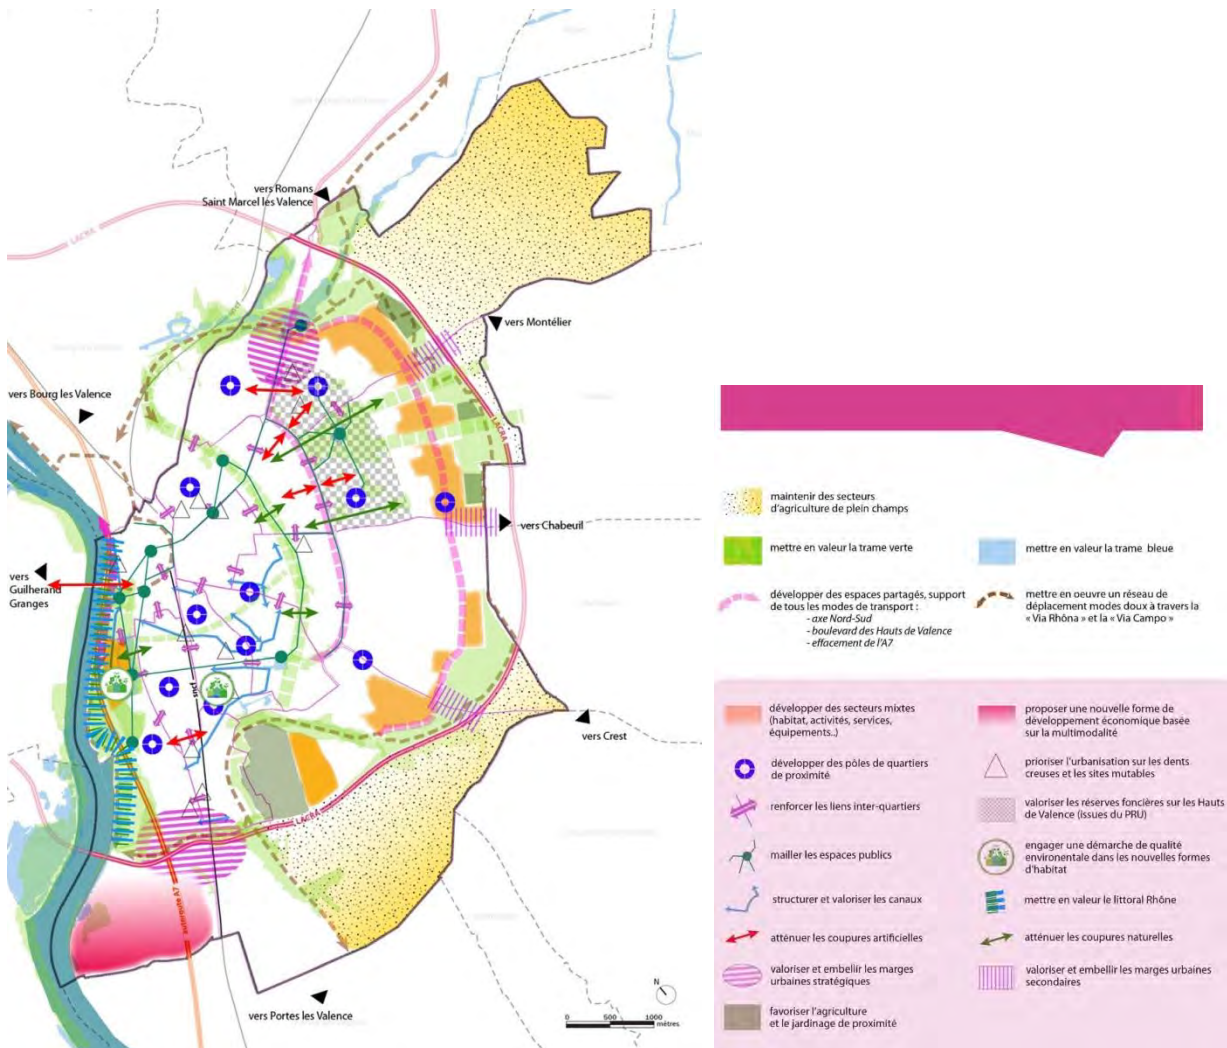 vers Romans
Saint Marcel les Valence
vers Montélier
vers Bourg les Valence
LACRA
vers Chabeuil
vers
Guilherand
Granges
vers Crest
LACRA
Autoroute A7
vers Portes les Valence
N
0 500 1000
mètres
maintenir des secteurs
d'agriculture de plein champs
mettre en valeur la trame verte
mettre en valeur la trame bleue
développer des espaces partagés, support
de tous les modes de transport :
- axe Nord-Sud
- boulevard des Hauts de Valence
- effacement de l'A7
mettre en oeuvre un réseau de
déplacement modes doux à travers la
« Via Rhôna » et la « Via Campo »
développer des secteurs mixtes
(habitat, activités, services,
équipements..)
proposer une nouvelle forme de
développement économique basée
sur la multimodalité
développer des pôles de quartiers
de proximité
prioriser l'urbanisation sur les dents
creuses et les sites mutables
renforcer les liens inter-quartiers
valoriser les réserves foncières sur les Hauts
de Valence (issues du PRU)
mailler les espaces publics
engager une démarche de qualité
environentale dans les nouvelles formes
d'habitat
structurer et valoriser les canaux
mettre en valeur le littoral Rhône
atténuer les coupures artificielles
atténuer les coupures naturelles
valoriser et embellir les marges
urbaines stratégiques
valoriser et embellir les marges urbaines
secondaires
favoriser l'agriculture
et le jardinage de proximité